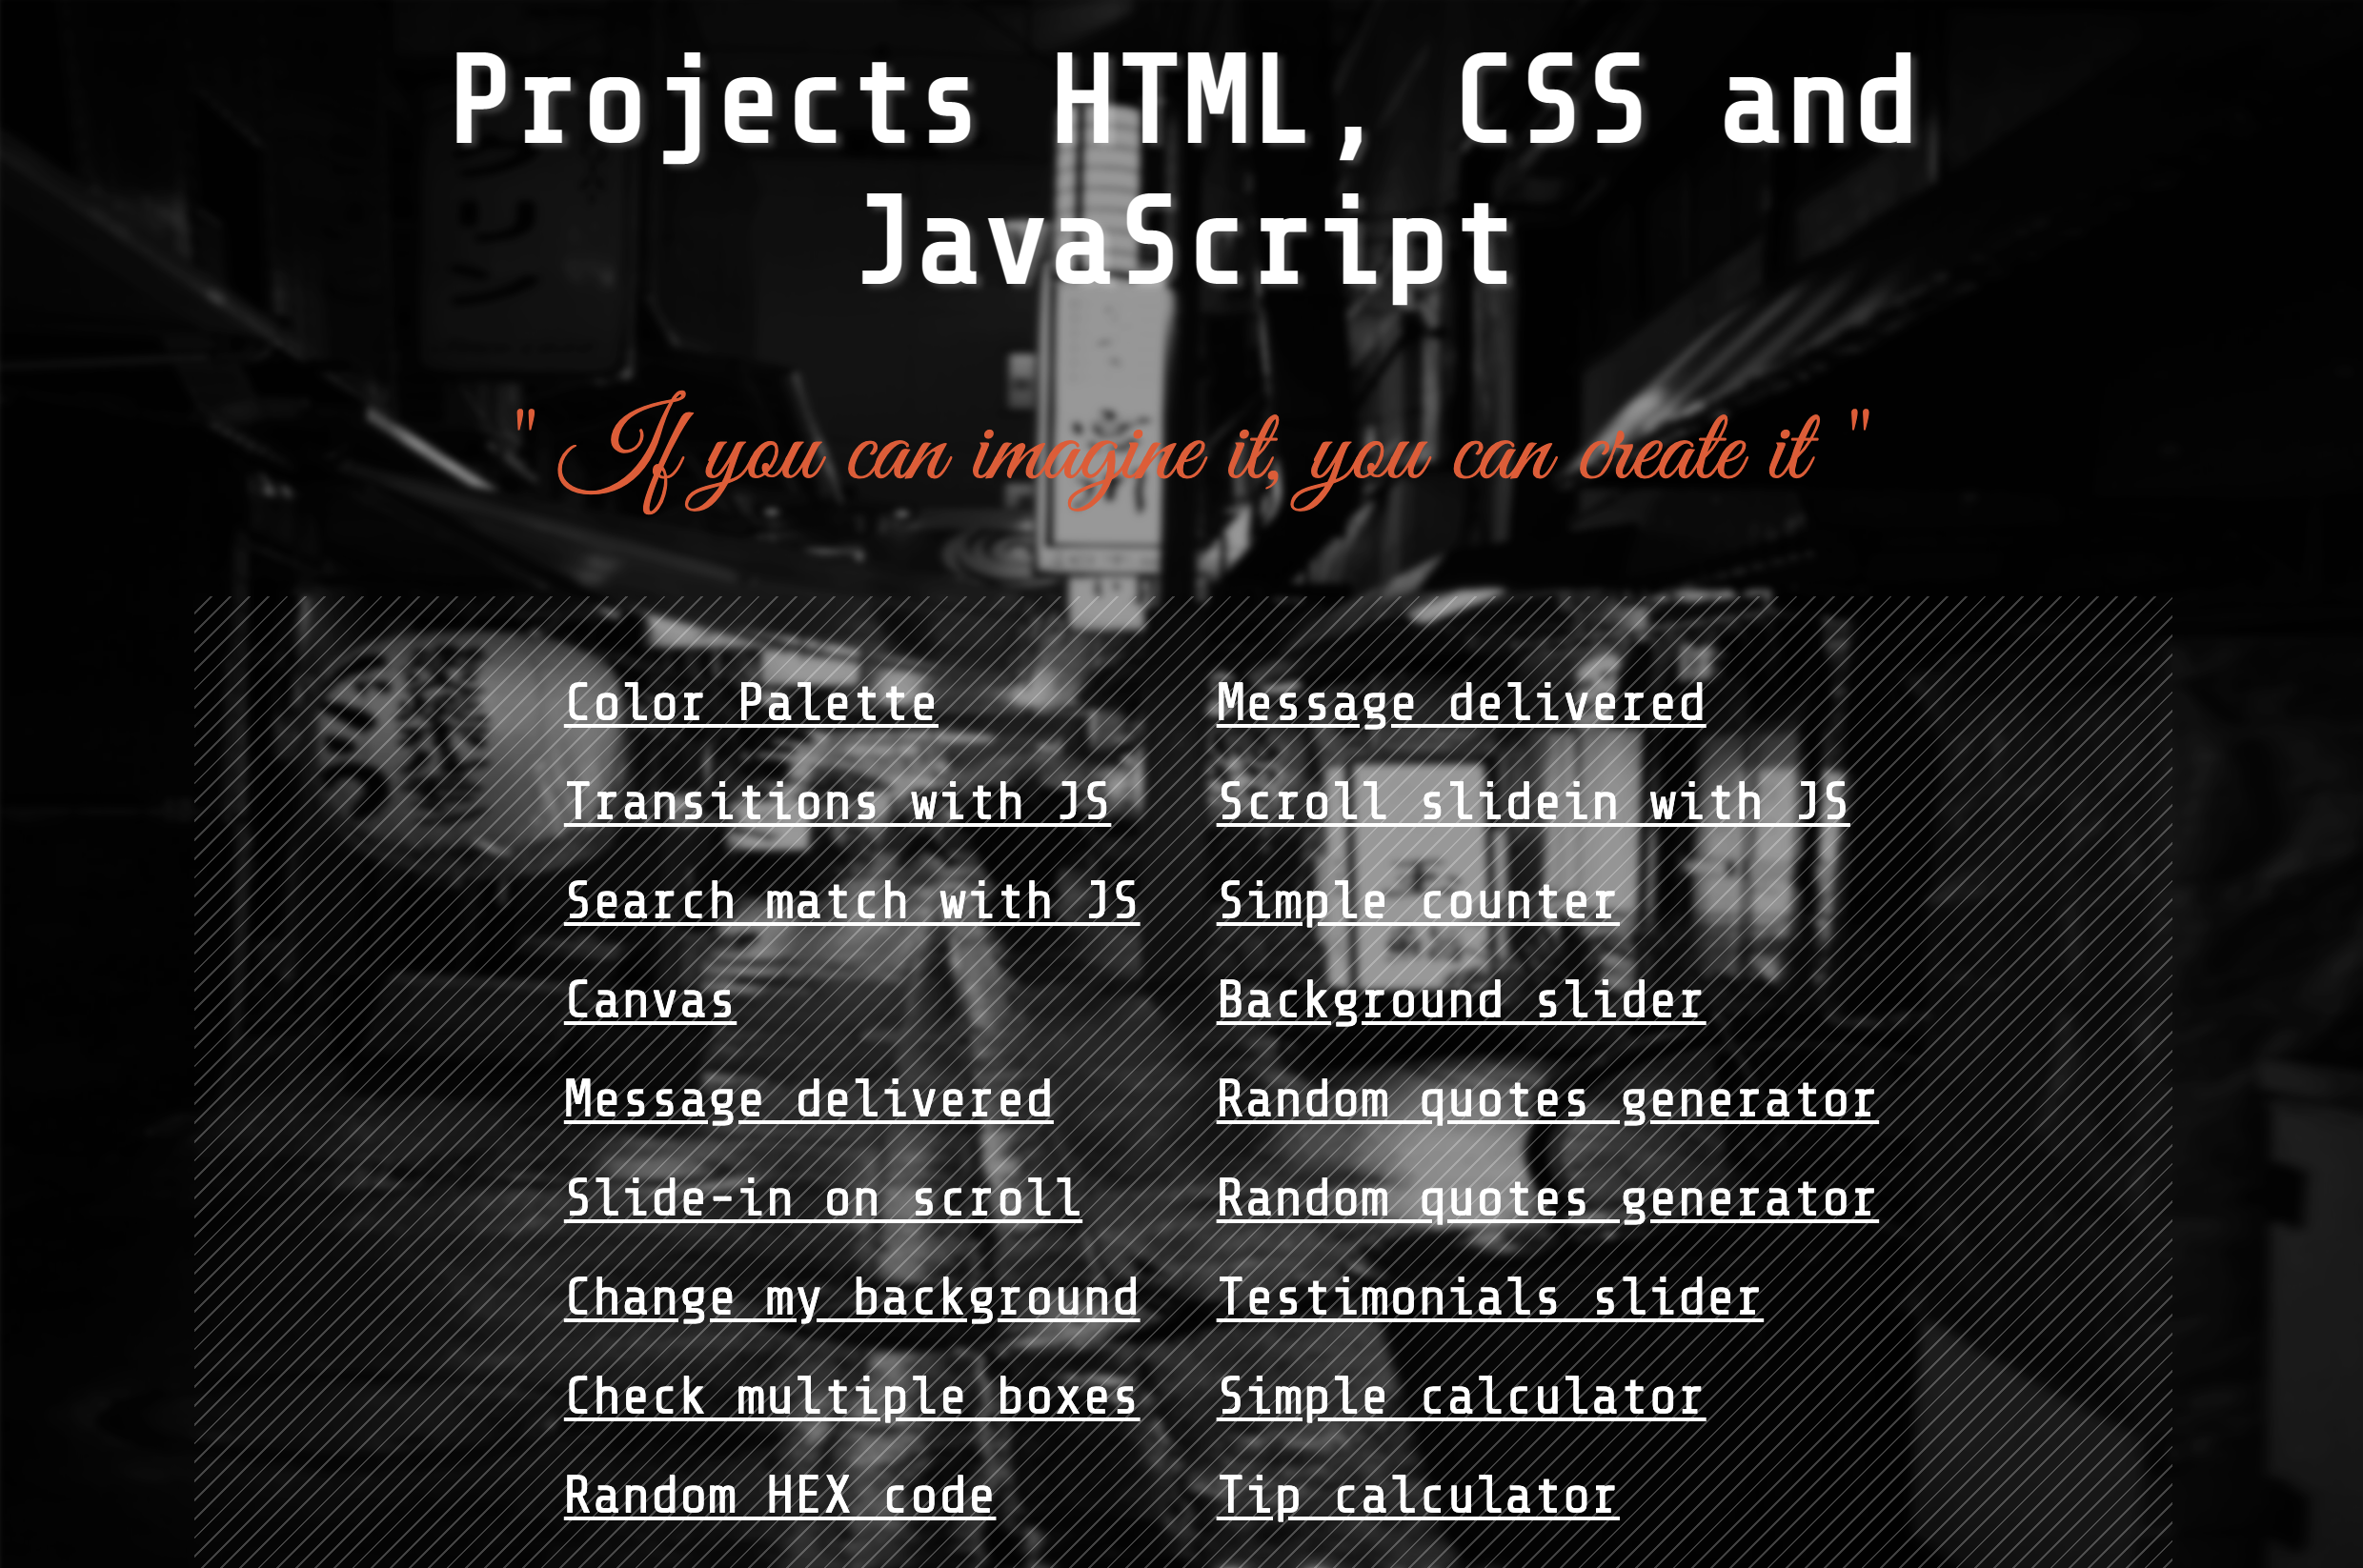 Projects HTML, CSS and
JavaScript
" If you can imagine it, you can create it "
Color Palette
Transitions with JS
Search match with JS
Canvas
Message delivered
Slide-in on scroll
Change my background
Check multiple boxes
Random HEX code
Message delivered
Scroll slidein with JS
Simple counter
Background slider
Random quotes generator
Random quotes generator
Testimonials slider
Simple calculator
Tip calculator